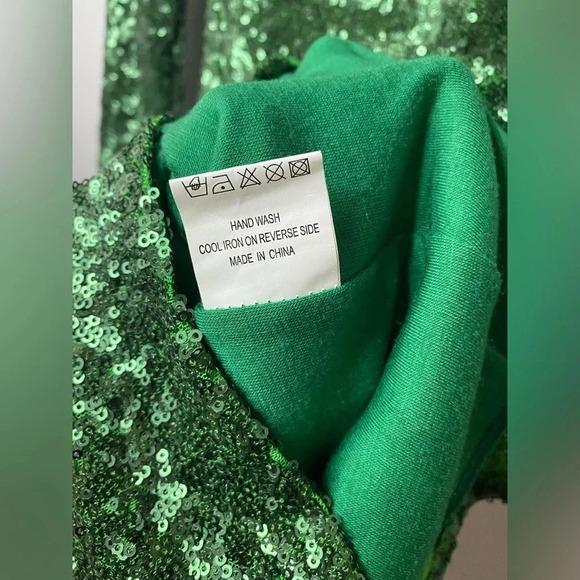 HAND WASH
COOL IRON ON REVERSE SIDE
MADE IN CHINA